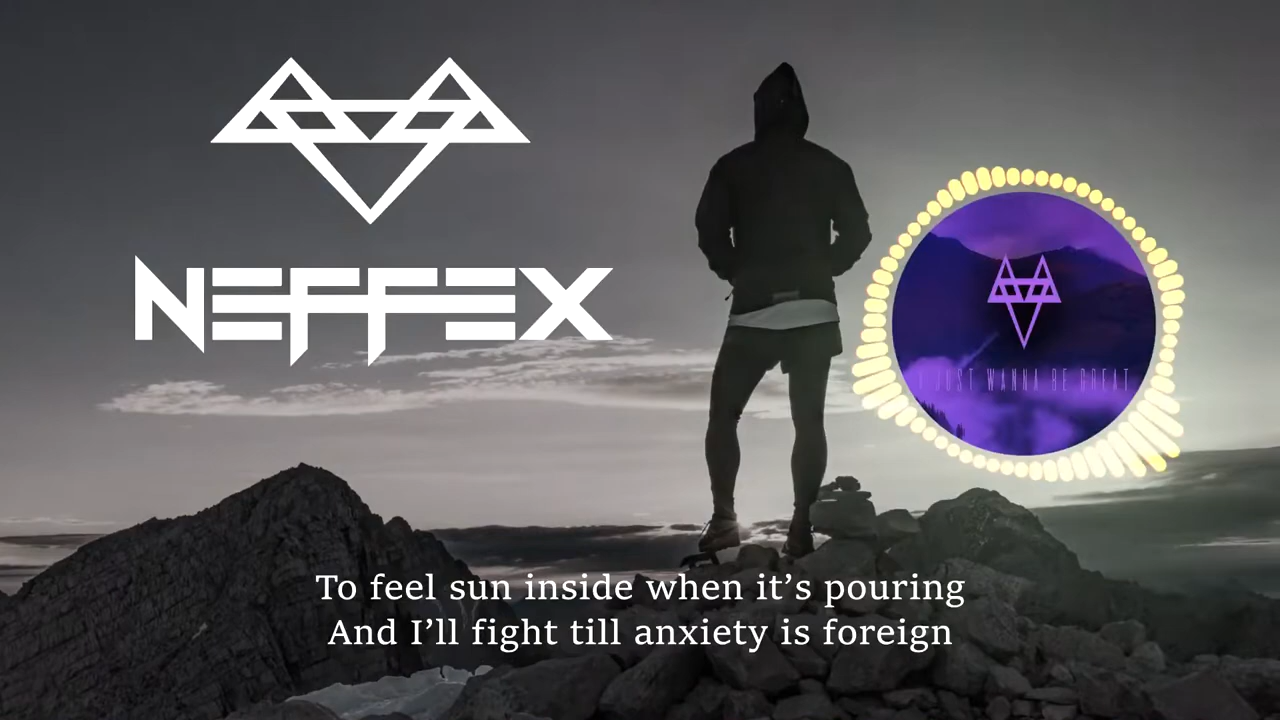 NEFFEX
I JUST WANNA BE GREAT
To feel sun inside when it’s pouring
And I’ll fight till anxiety is foreign